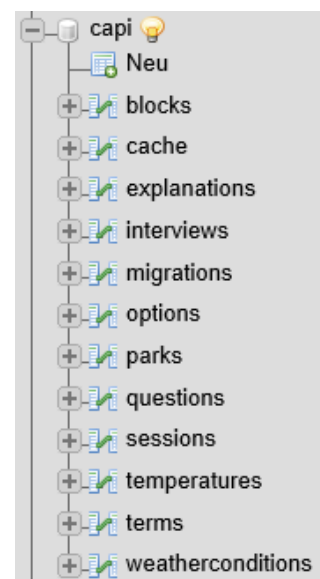 capi
Neu
blocks
cache
explanations
interviews
migrations
options
parks
questions
sessions
temperatures
terms
weatherconditions